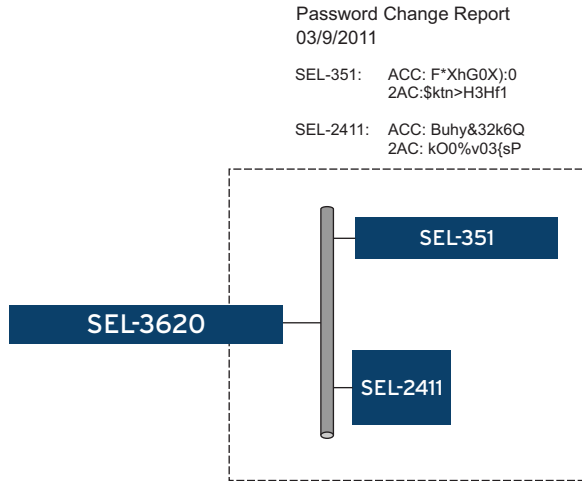 Password Change Report
03/9/2011
SEL-351: ACC: F*XhG0X):0
2AC:$ktn>H3Hf1
SEL-2411: ACC: Buhy&32k6Q
2AC: kO0%v03{sP
SEL-351
SEL-3620
SEL-2411